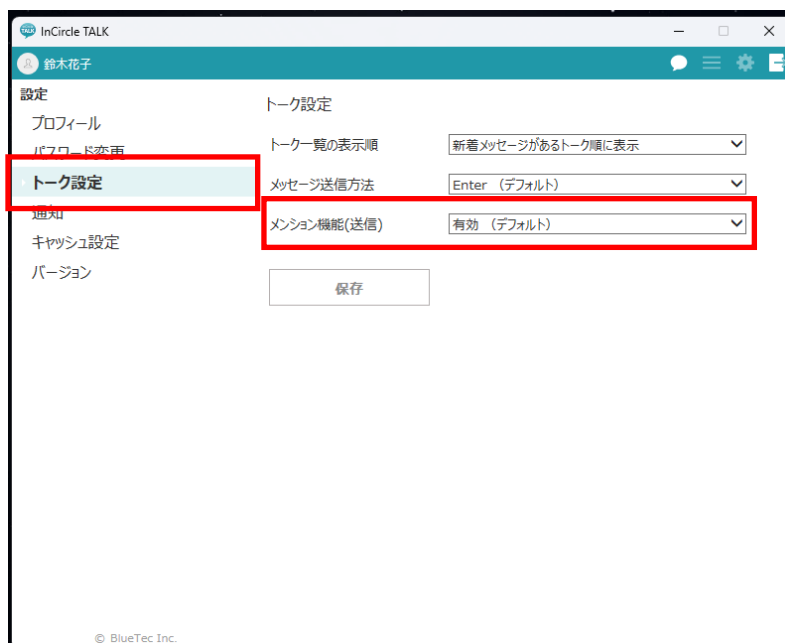 InCircle TALK
鈴木花子
設定
プロフィール
パスワード変更
トーク設定
通知
キャッシュ設定
バージョン
トーク設定
トーク一覧の表示順 新着メッセージがあるトーク順に表示
メッセージ送信方法 Enter （デフォルト）
メンション機能(送信) 有効 （デフォルト）
保存
© BlueTec Inc.